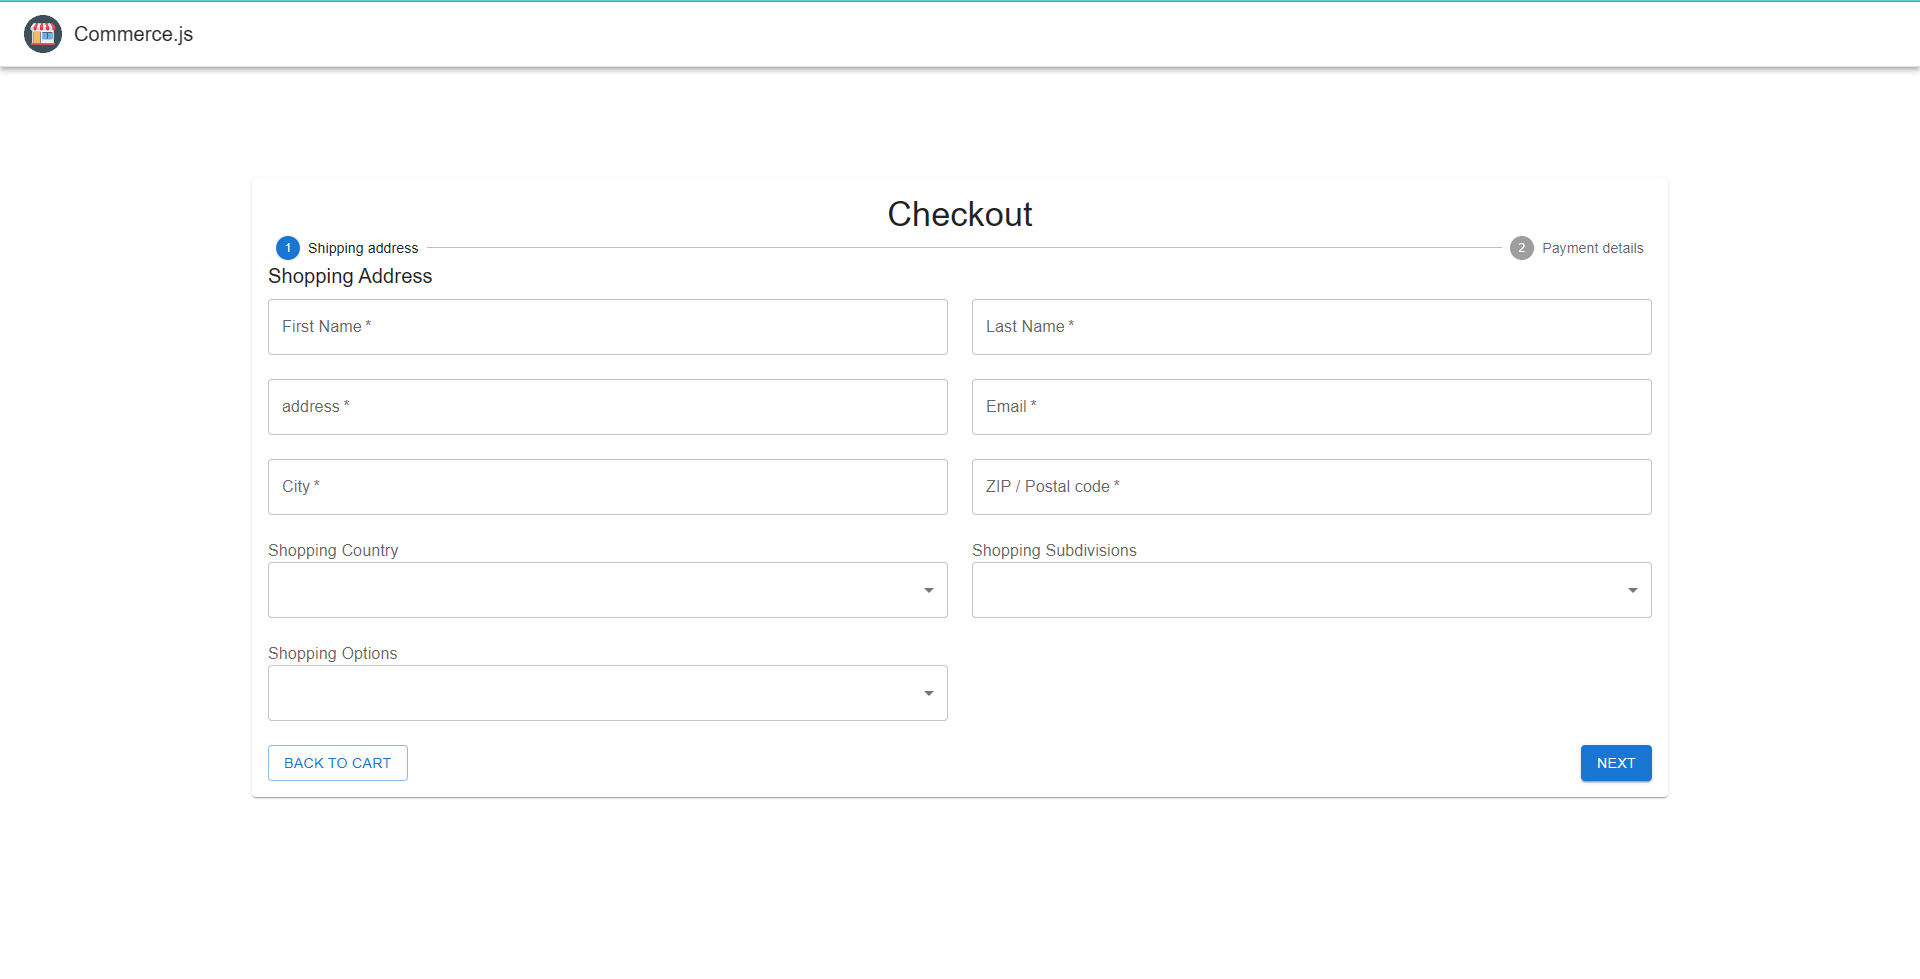 Commerce.js
Checkout
1 Shipping address 2 Payment details
Shopping Address
First Name * Last Name *
address * Email *
City * ZIP / Postal code *
Shopping Country Shopping Subdivisions
Shopping Options
BACK TO CART NEXT